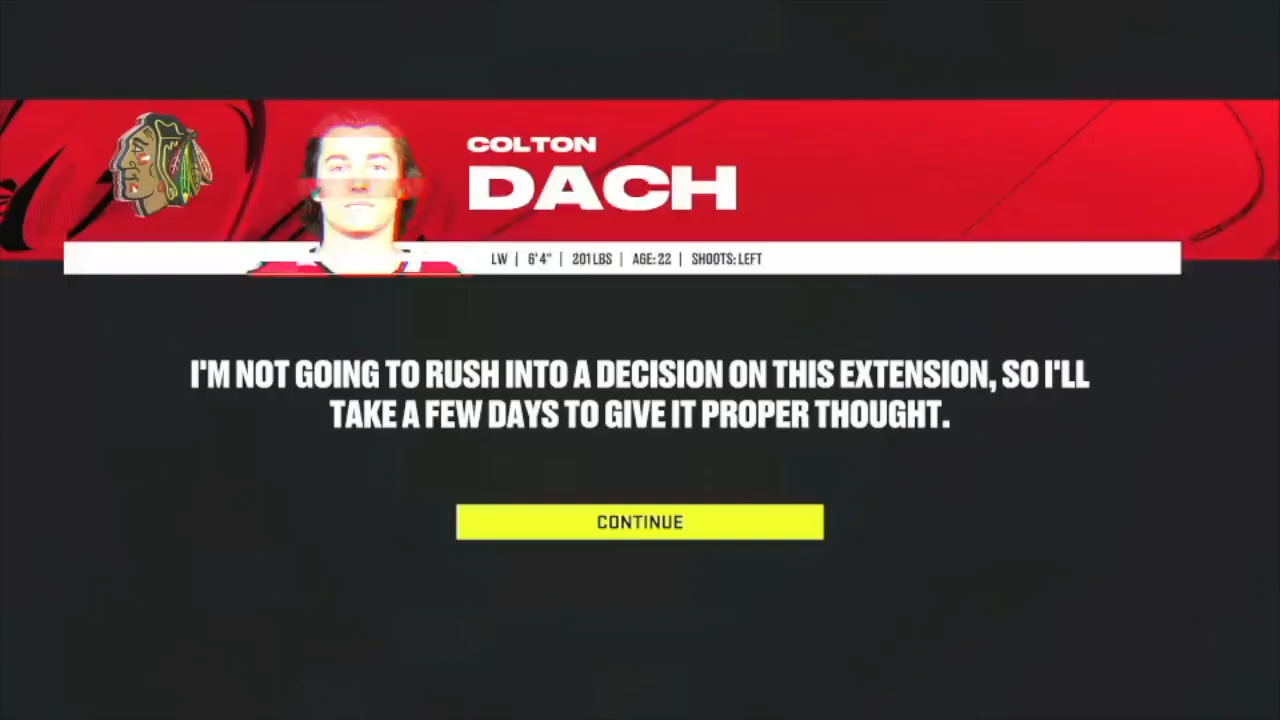 COLTON
DACH
LW | 6'4" | 201 LBS | AGE: 22 | SHOOTS: LEFT
I'M NOT GOING TO RUSH INTO A DECISION ON THIS EXTENSION, SO I'LL
TAKE A FEW DAYS TO GIVE IT PROPER THOUGHT.
CONTINUE